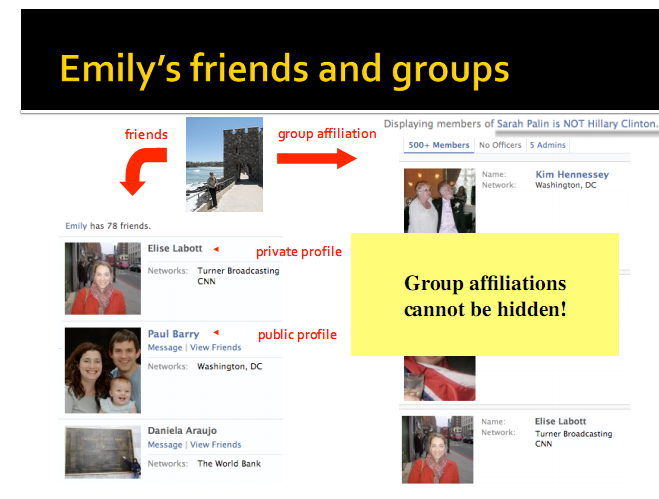 Emily's friends and groups
friends
group affiliation
Emily has 78 friends.
Elise Labott
private profile
Networks: Turner Broadcasting
CNN
Paul Barry
public profile
Message | View Friends
Networks: Washington, DC
Daniela Araujo
Message | View Friends
Networks: The World Bank
Displaying members of Sarah Palin is NOT Hillary Clinton.
500+ Members No Officers 5 Admins
Name: Kim Hennessey
Network: Washington, DC
Group affiliations
cannot be hidden!
Name: Elise Labott
Network: Turner Broadcasting
CNN